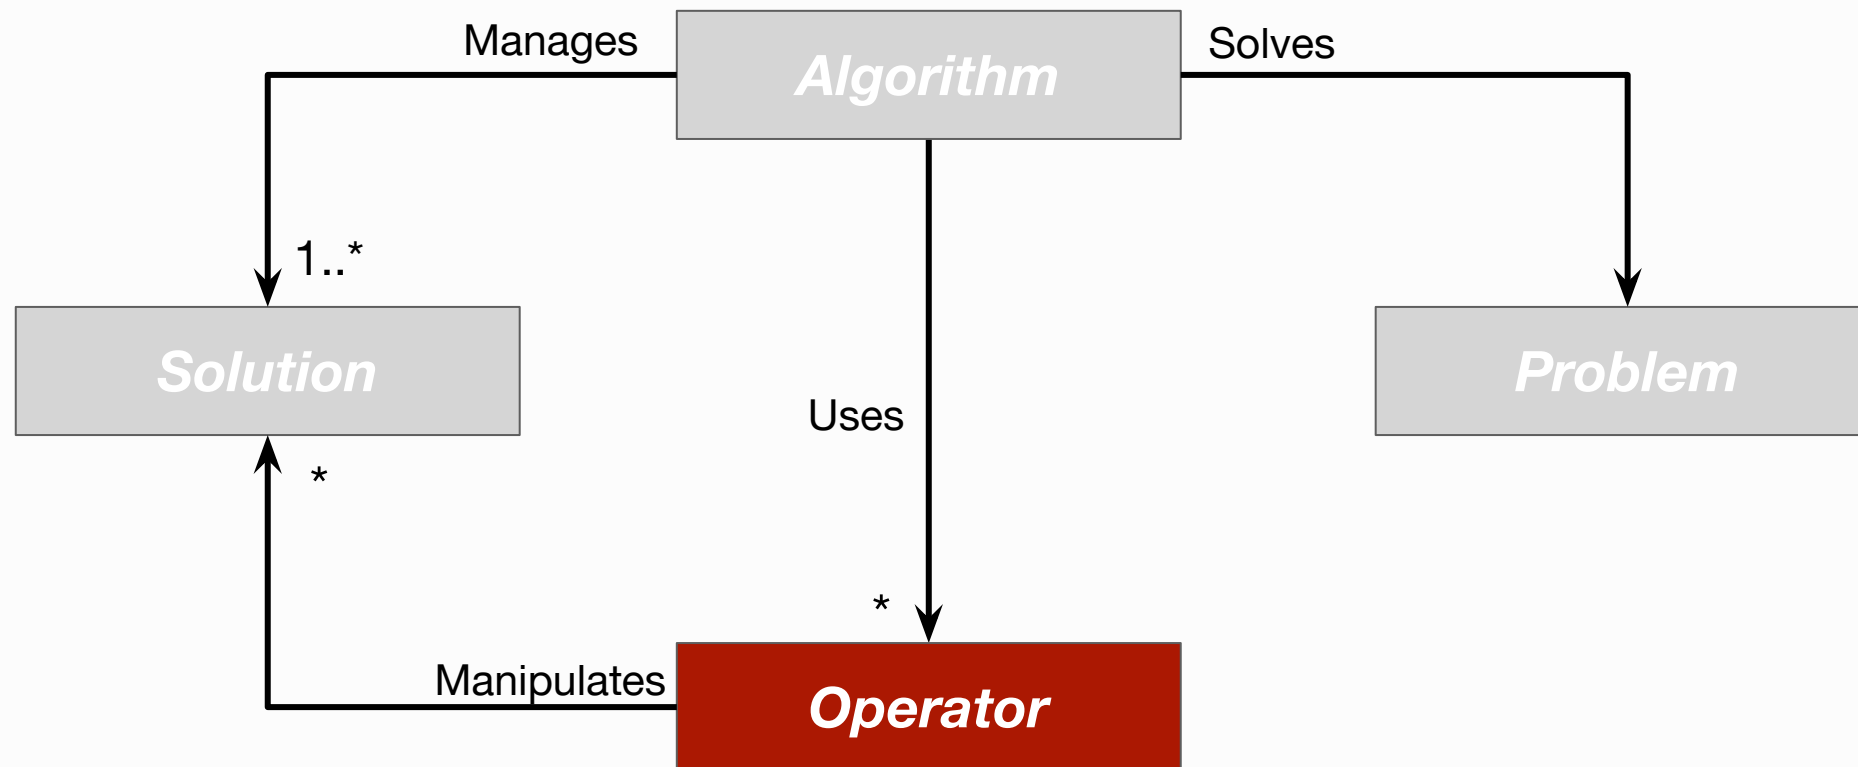 Manages
Algorithm
Solves
1..*
Solution
Problem
Uses
*
*
Manipulates
Operator